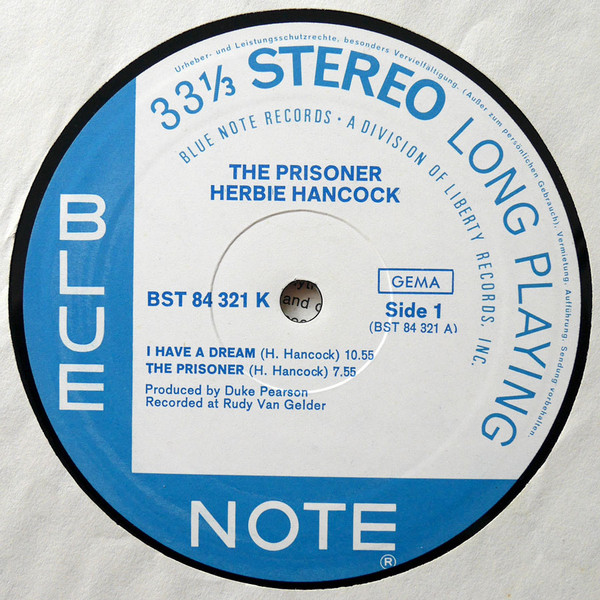 Urheber- und Leistungsschutzrechte, besonders Vervielfältigung, (Außer zum persönlichen Gebrauch), Vermietung, Aufführung, Sendung vorbehalten.
33⅓ STEREO LONG PLAYING
BLUE NOTE RECORDS · A DIVISION OF LIBERTY RECORDS, INC.
THE PRISONER
HERBIE HANCOCK
BLUE
BST 84 321 K
and
GEMA
Side 1
(BST 84 321 A)
I HAVE A DREAM (H. Hancock) 10.55
THE PRISONER (H. Hancock) 7.55
Produced by Duke Pearson
Recorded at Rudy Van Gelder
NOTE®